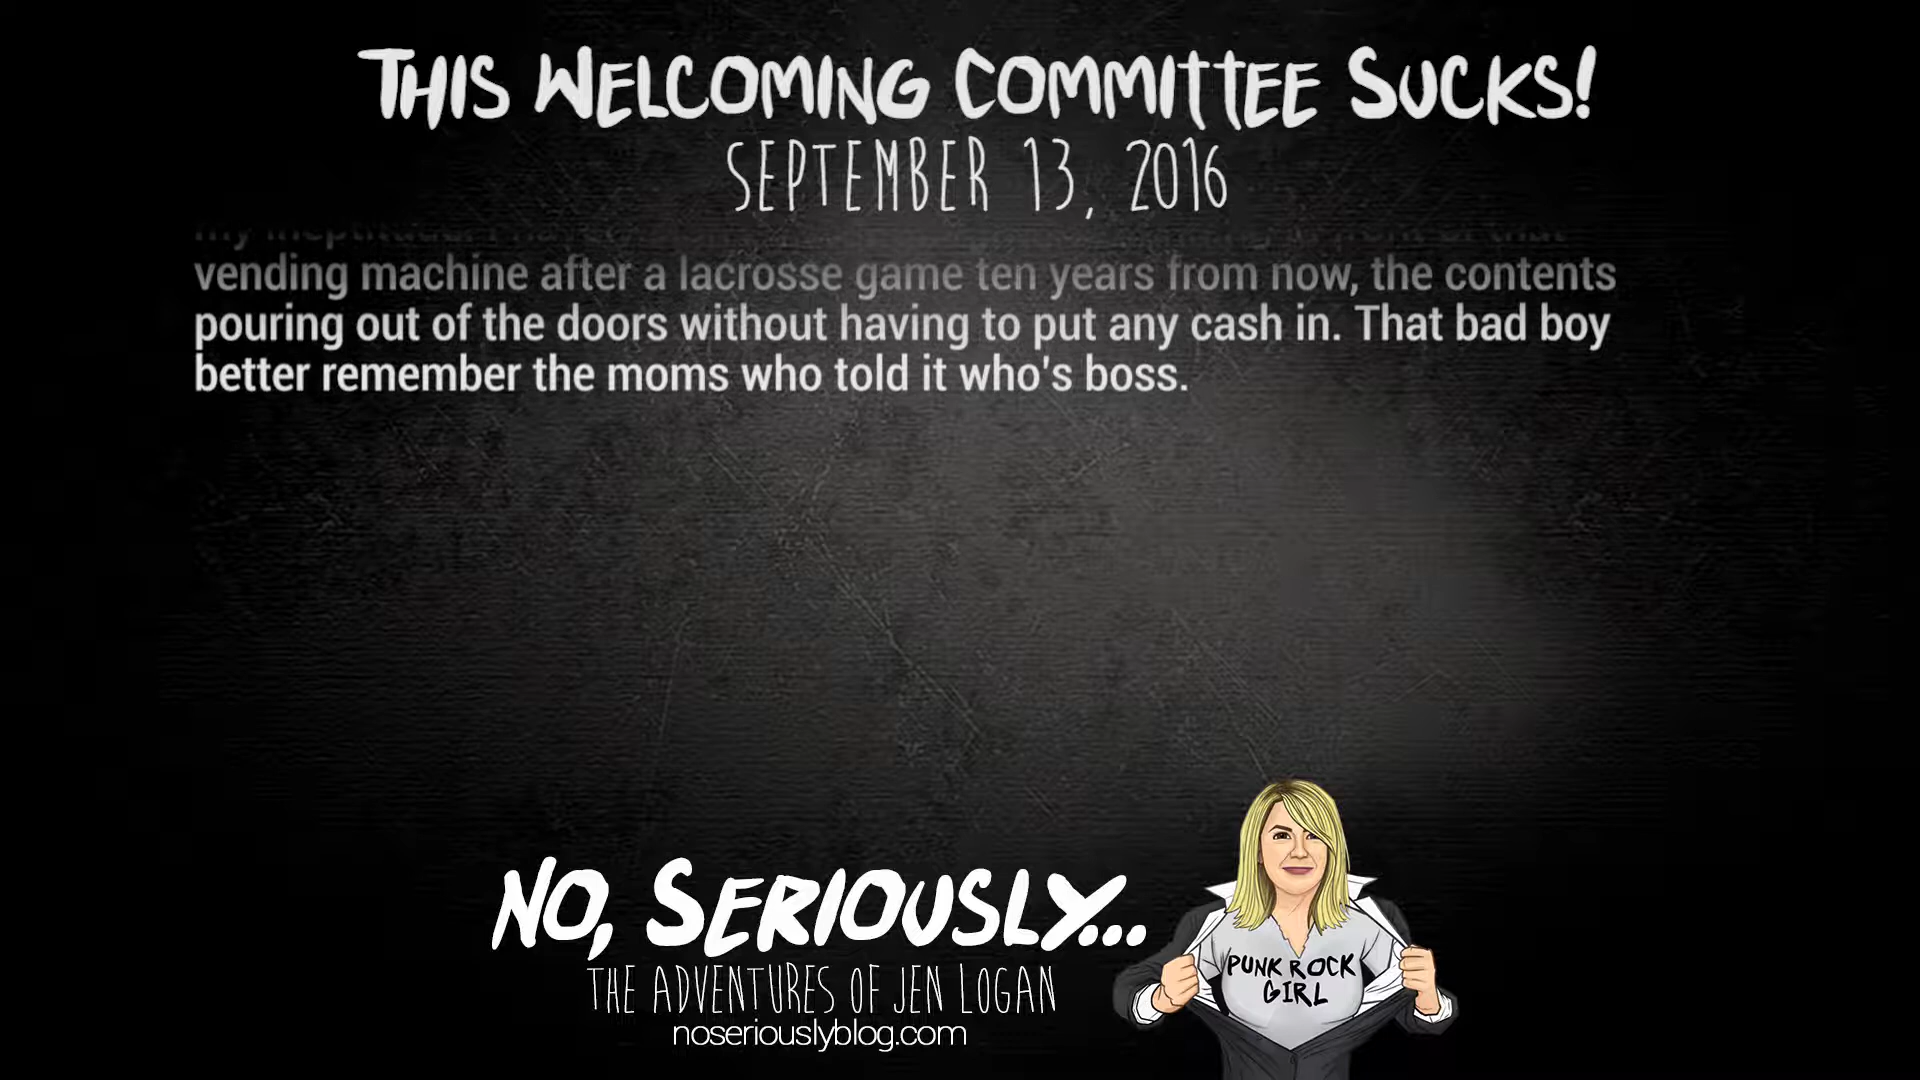 THIS WELCOMING COMMITTEE SUCKS!
SEPTEMBER 13, 2016
vending machine after a lacrosse game ten years from now, the contents
pouring out of the doors without having to put any cash in. That bad boy
better remember the moms who told it who's boss.
NO, SERIOUSLY...
THE ADVENTURES OF JEN LOGAN
noseriouslyblog.com
PUNK ROCK
GIRL